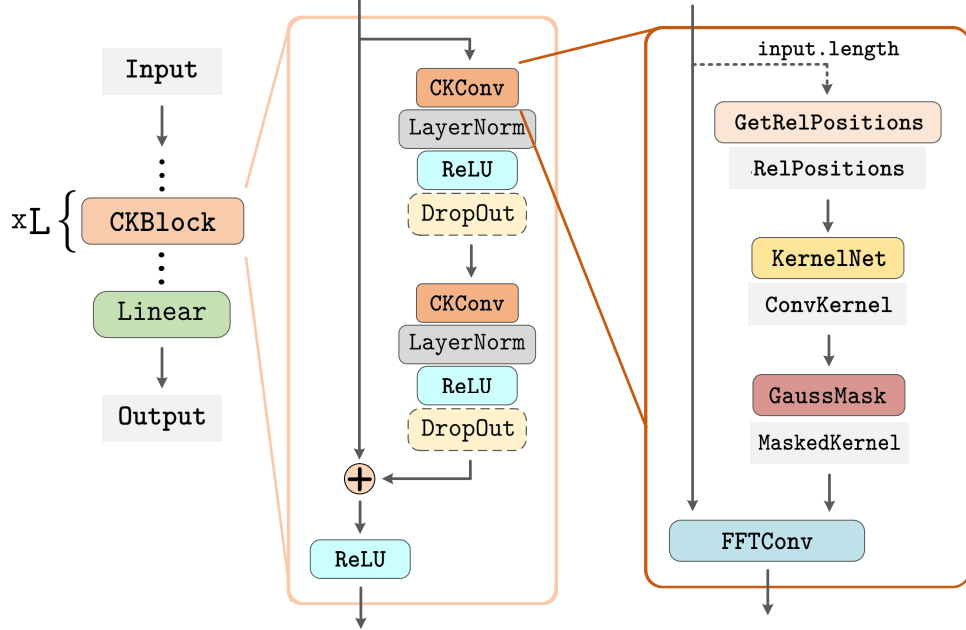 Input
xL
CKBlock
Linear
Output
CKConv
LayerNorm
ReLU
DropOut
CKConv
LayerNorm
ReLU
DropOut
+
ReLU
input.length
GetRelPositions
RelPositions
KernelNet
ConvKernel
GaussMask
MaskedKernel
FFTConv